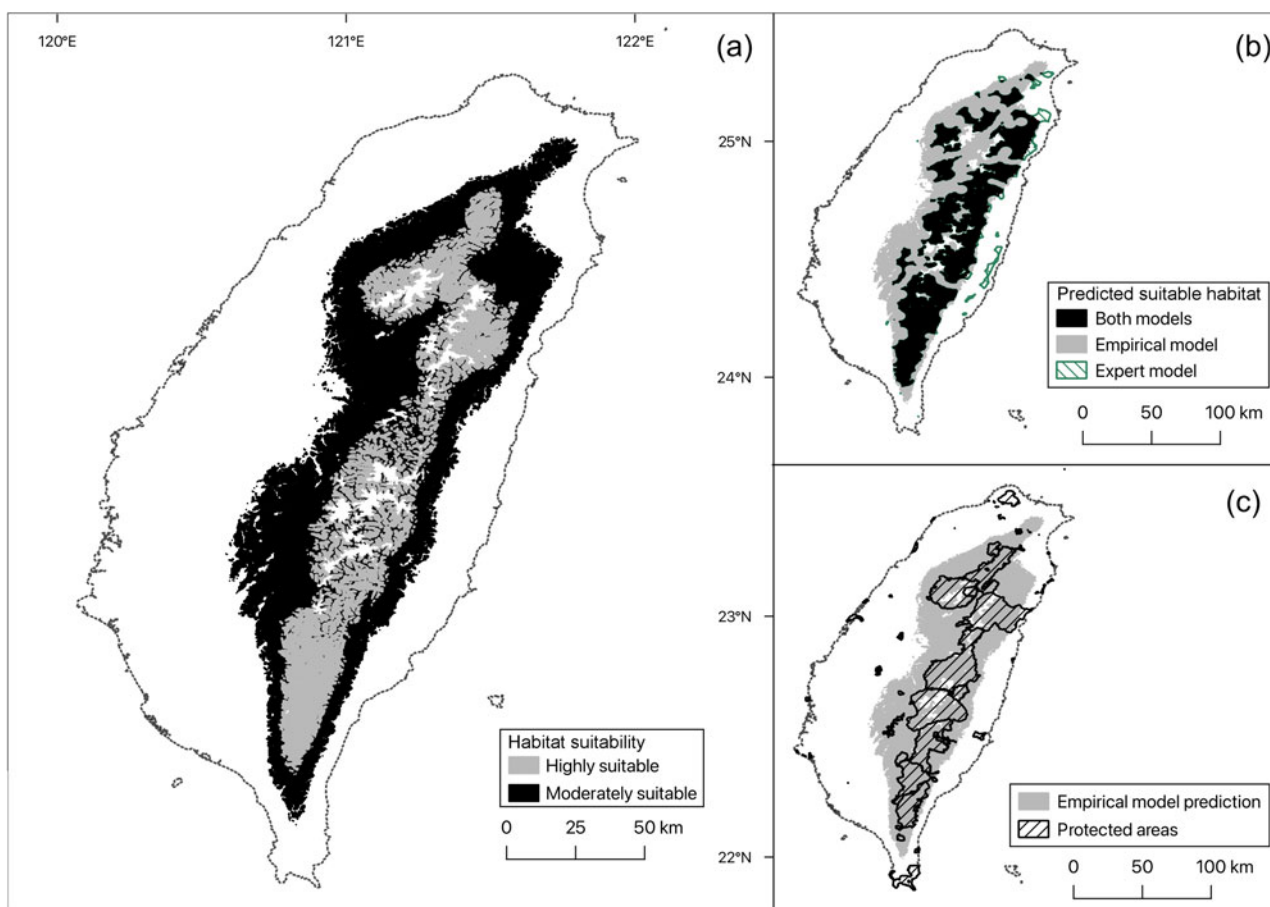 120°E
121°E
122°E
(a)
Habitat suitability
Highly suitable
Moderately suitable
0 25 50 km
(b)
25°N
24°N
23°N
22°N
Predicted suitable habitat
Both models
Empirical model
Expert model
0 50 100 km
(c)
Empirical model prediction
Protected areas
0 50 100 km